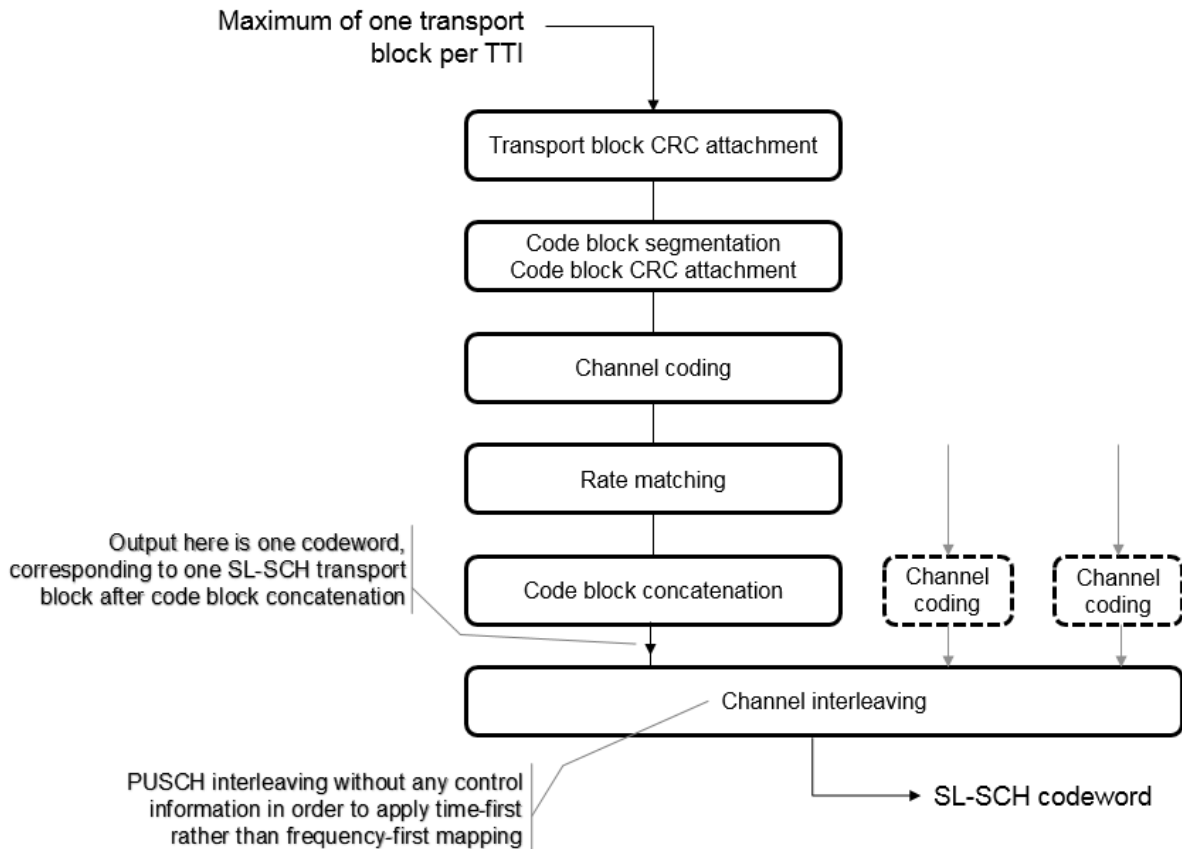 Maximum of one transport
block per TTI
Transport block CRC attachment
Code block segmentation
Code block CRC attachment
Channel coding
Rate matching
Output here is one codeword,
corresponding to one SL-SCH transport
block after code block concatenation
Code block concatenation
Channel
coding
Channel
coding
Channel interleaving
PUSCH interleaving without any control
information in order to apply time-first
rather than frequency-first mapping
SL-SCH codeword